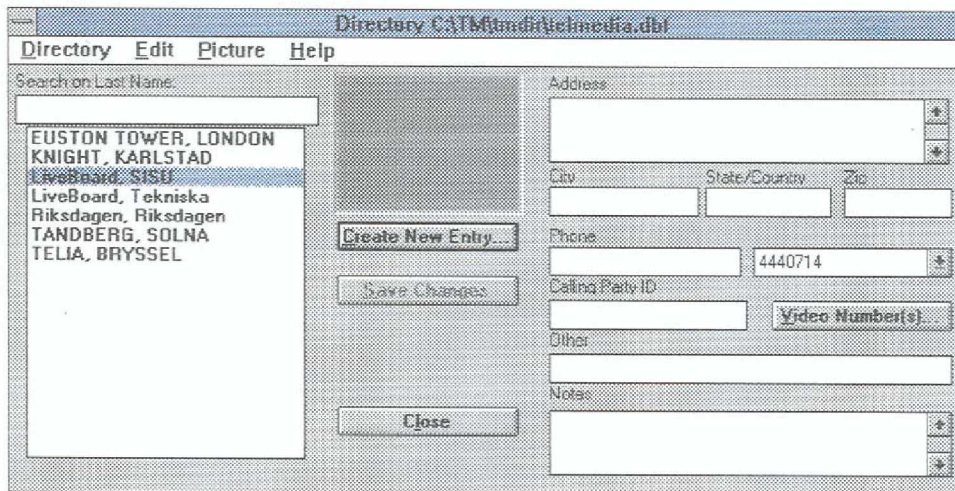 Directory C:\TM\tmdir\telmedia.dbf
Directory Edit Picture Help
Search on Last Name:
EUSTON TOWER, LONDON
KNIGHT, KARLSTAD
LiveBoard, SISU
LiveBoard, Tekniska
Riksdagen, Riksdagen
TANDBERG, SOLNA
TELIA, BRYSSEL
Create New Entry...
Save Changes
Close
Address
City State/Country Zip
Phone
4440714
Calling Party ID
Video Number(s)...
Other
Notes